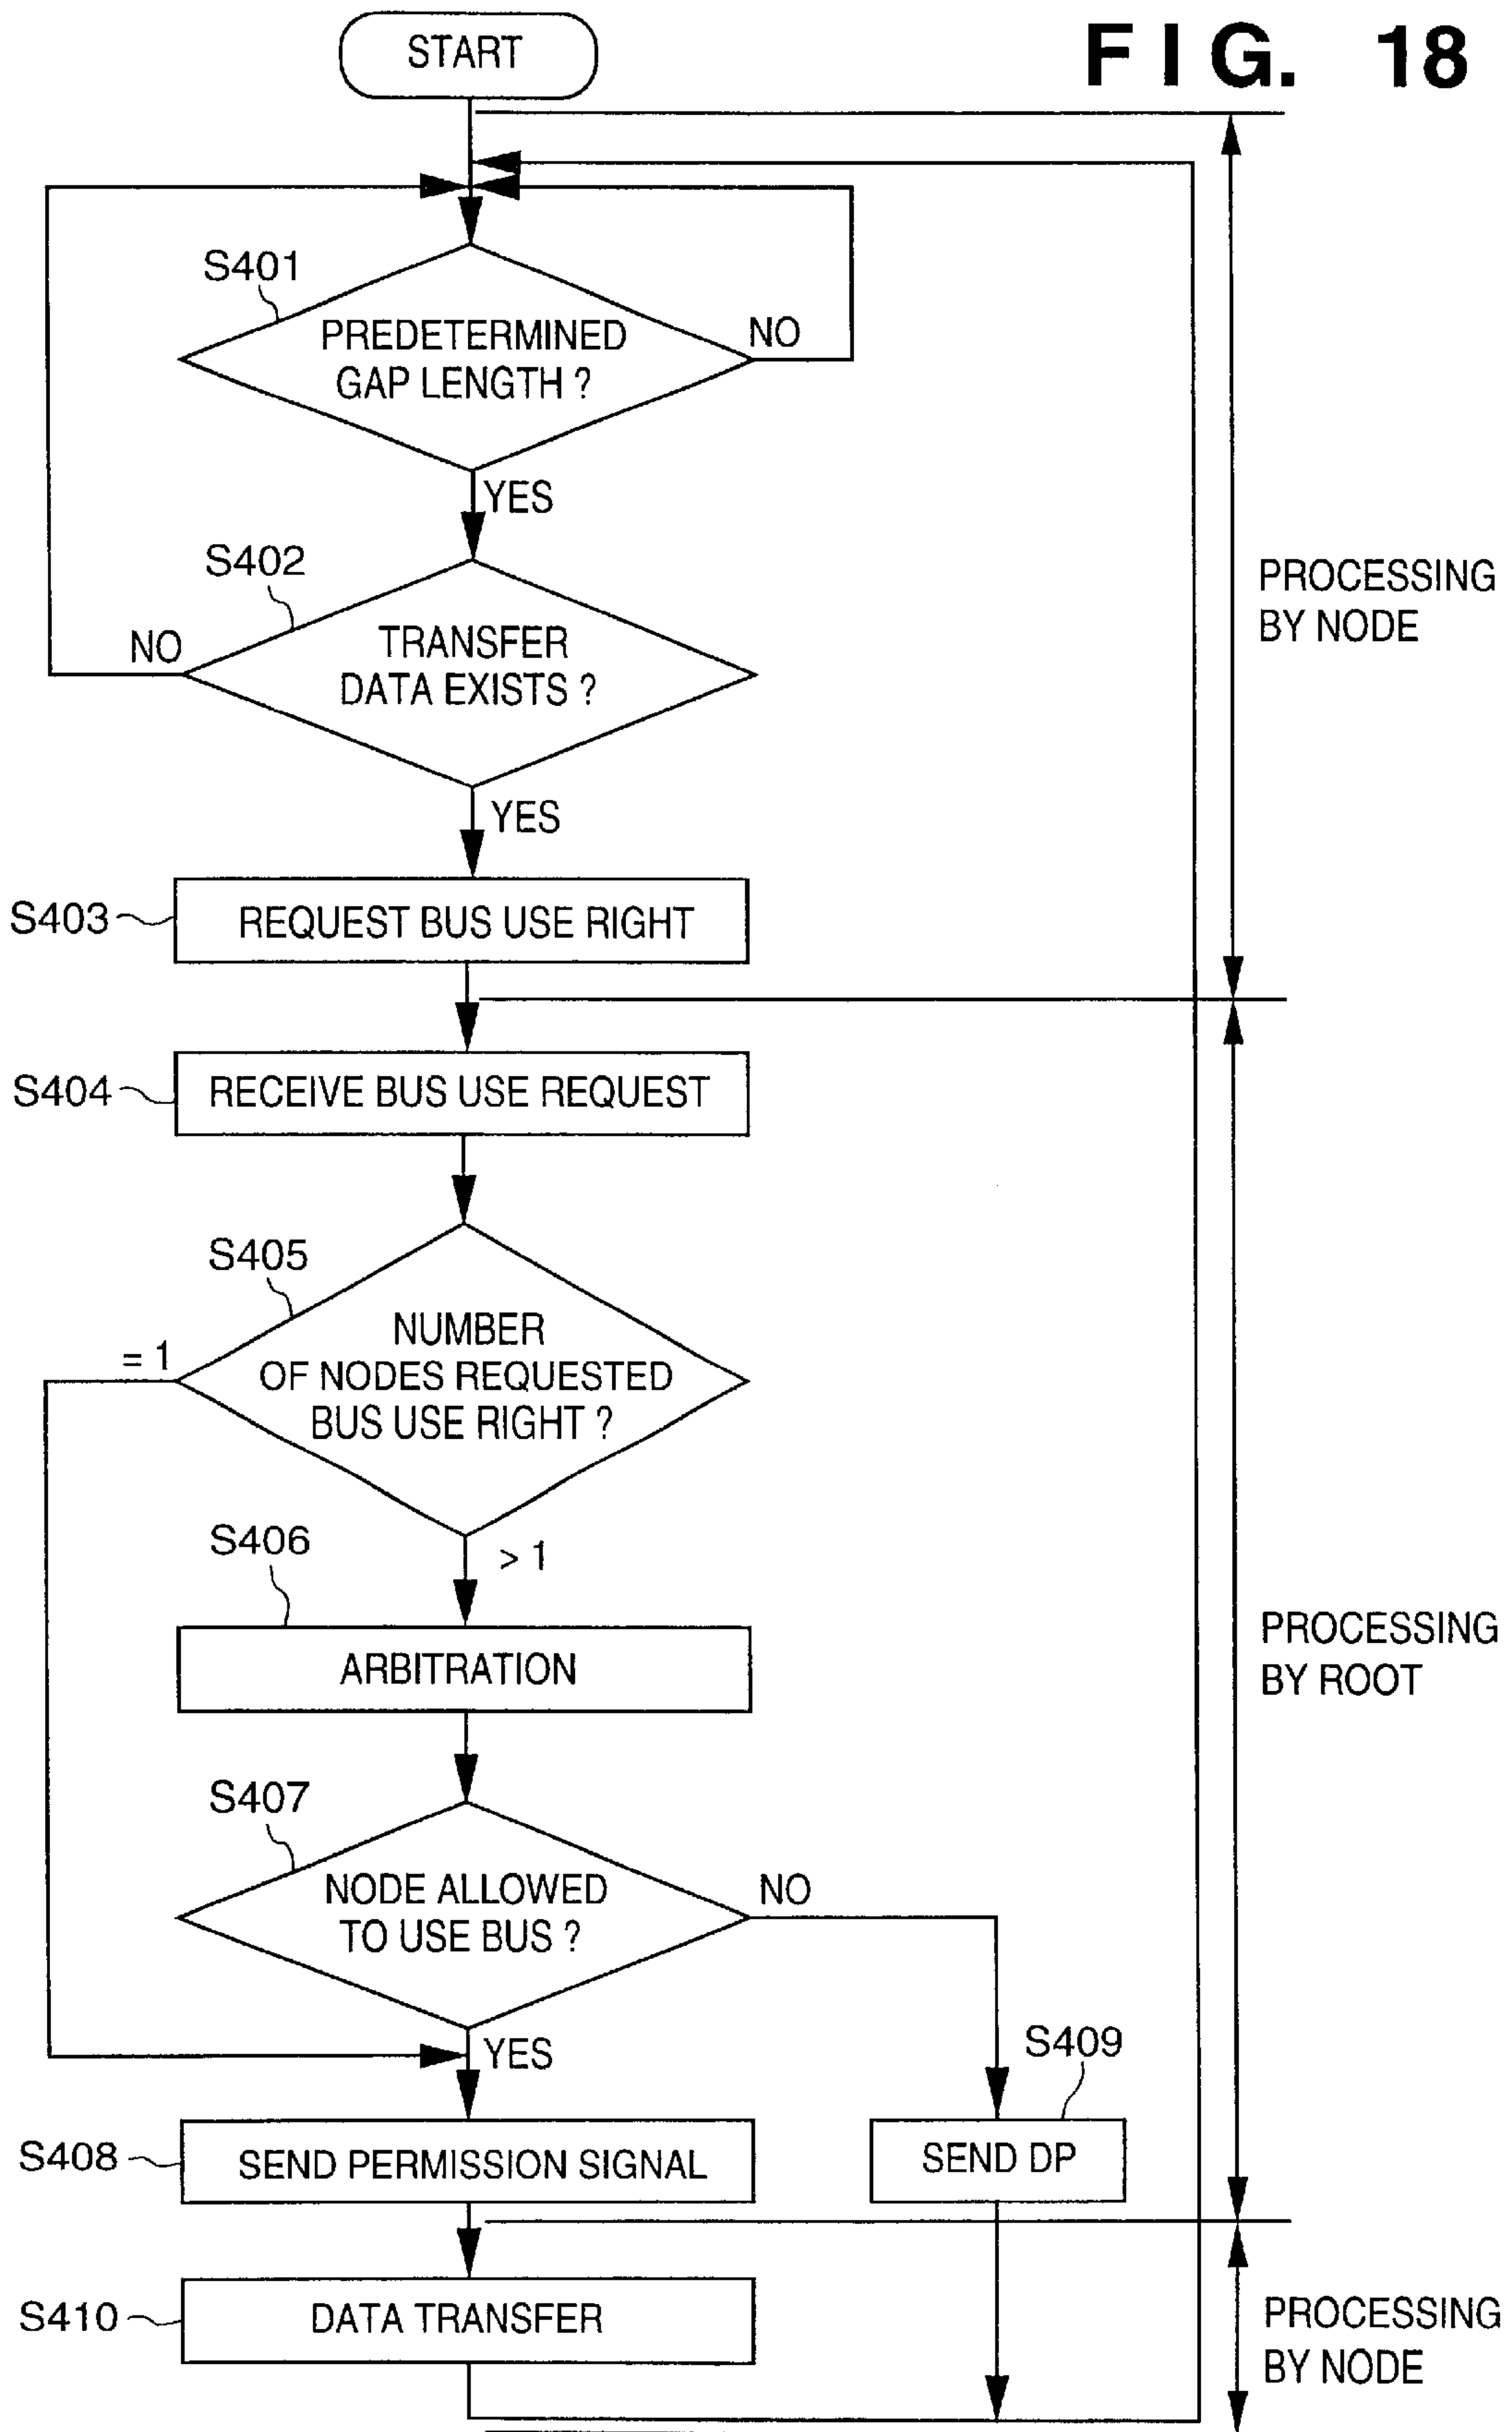 START
FIG. 18
S401
PREDETERMINED
GAP LENGTH ?
NO
YES
S402
TRANSFER
DATA EXISTS ?
NO
YES
PROCESSING
BY NODE
S403
REQUEST BUS USE RIGHT
S404
RECEIVE BUS USE REQUEST
S405
NUMBER
OF NODES REQUESTED
BUS USE RIGHT ?
= 1
> 1
S406
ARBITRATION
PROCESSING
BY ROOT
S407
NODE ALLOWED
TO USE BUS ?
NO
YES
S409
S408
SEND PERMISSION SIGNAL
SEND DP
S410
DATA TRANSFER
PROCESSING
BY NODE